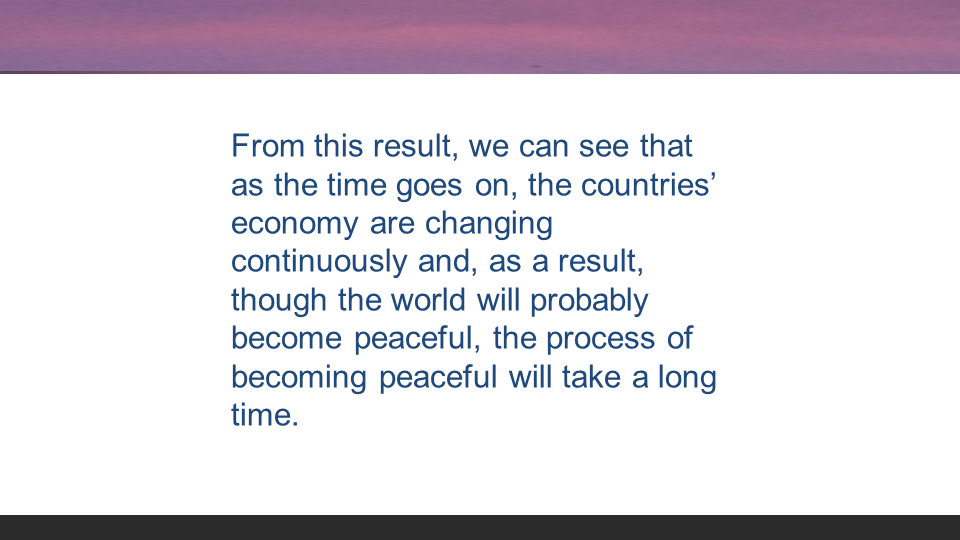 From this result, we can see that
as the time goes on, the countries’
economy are changing
continuously and, as a result,
though the world will probably
become peaceful, the process of
becoming peaceful will take a long
time.